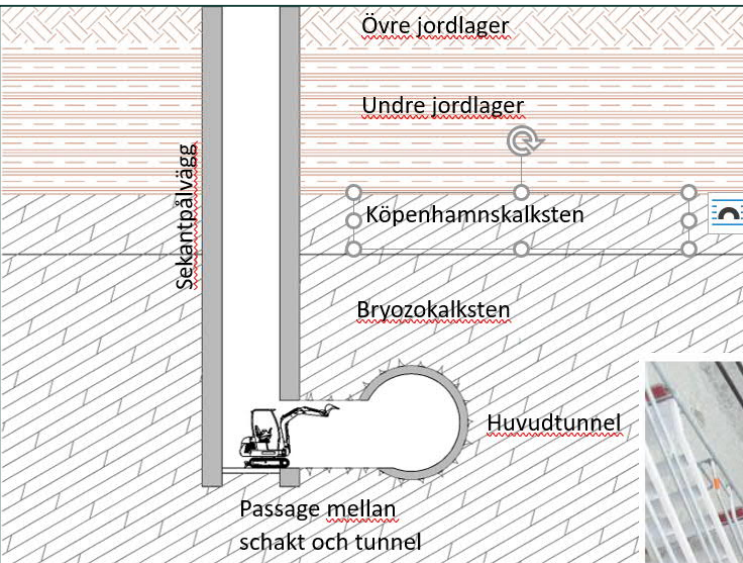 Övre jordlager
Undre jordlager
Sekantpålvägg
Köpenhamnskalksten
Bryozokalksten
Huvudtunnel
Passage mellan
schakt och tunnel